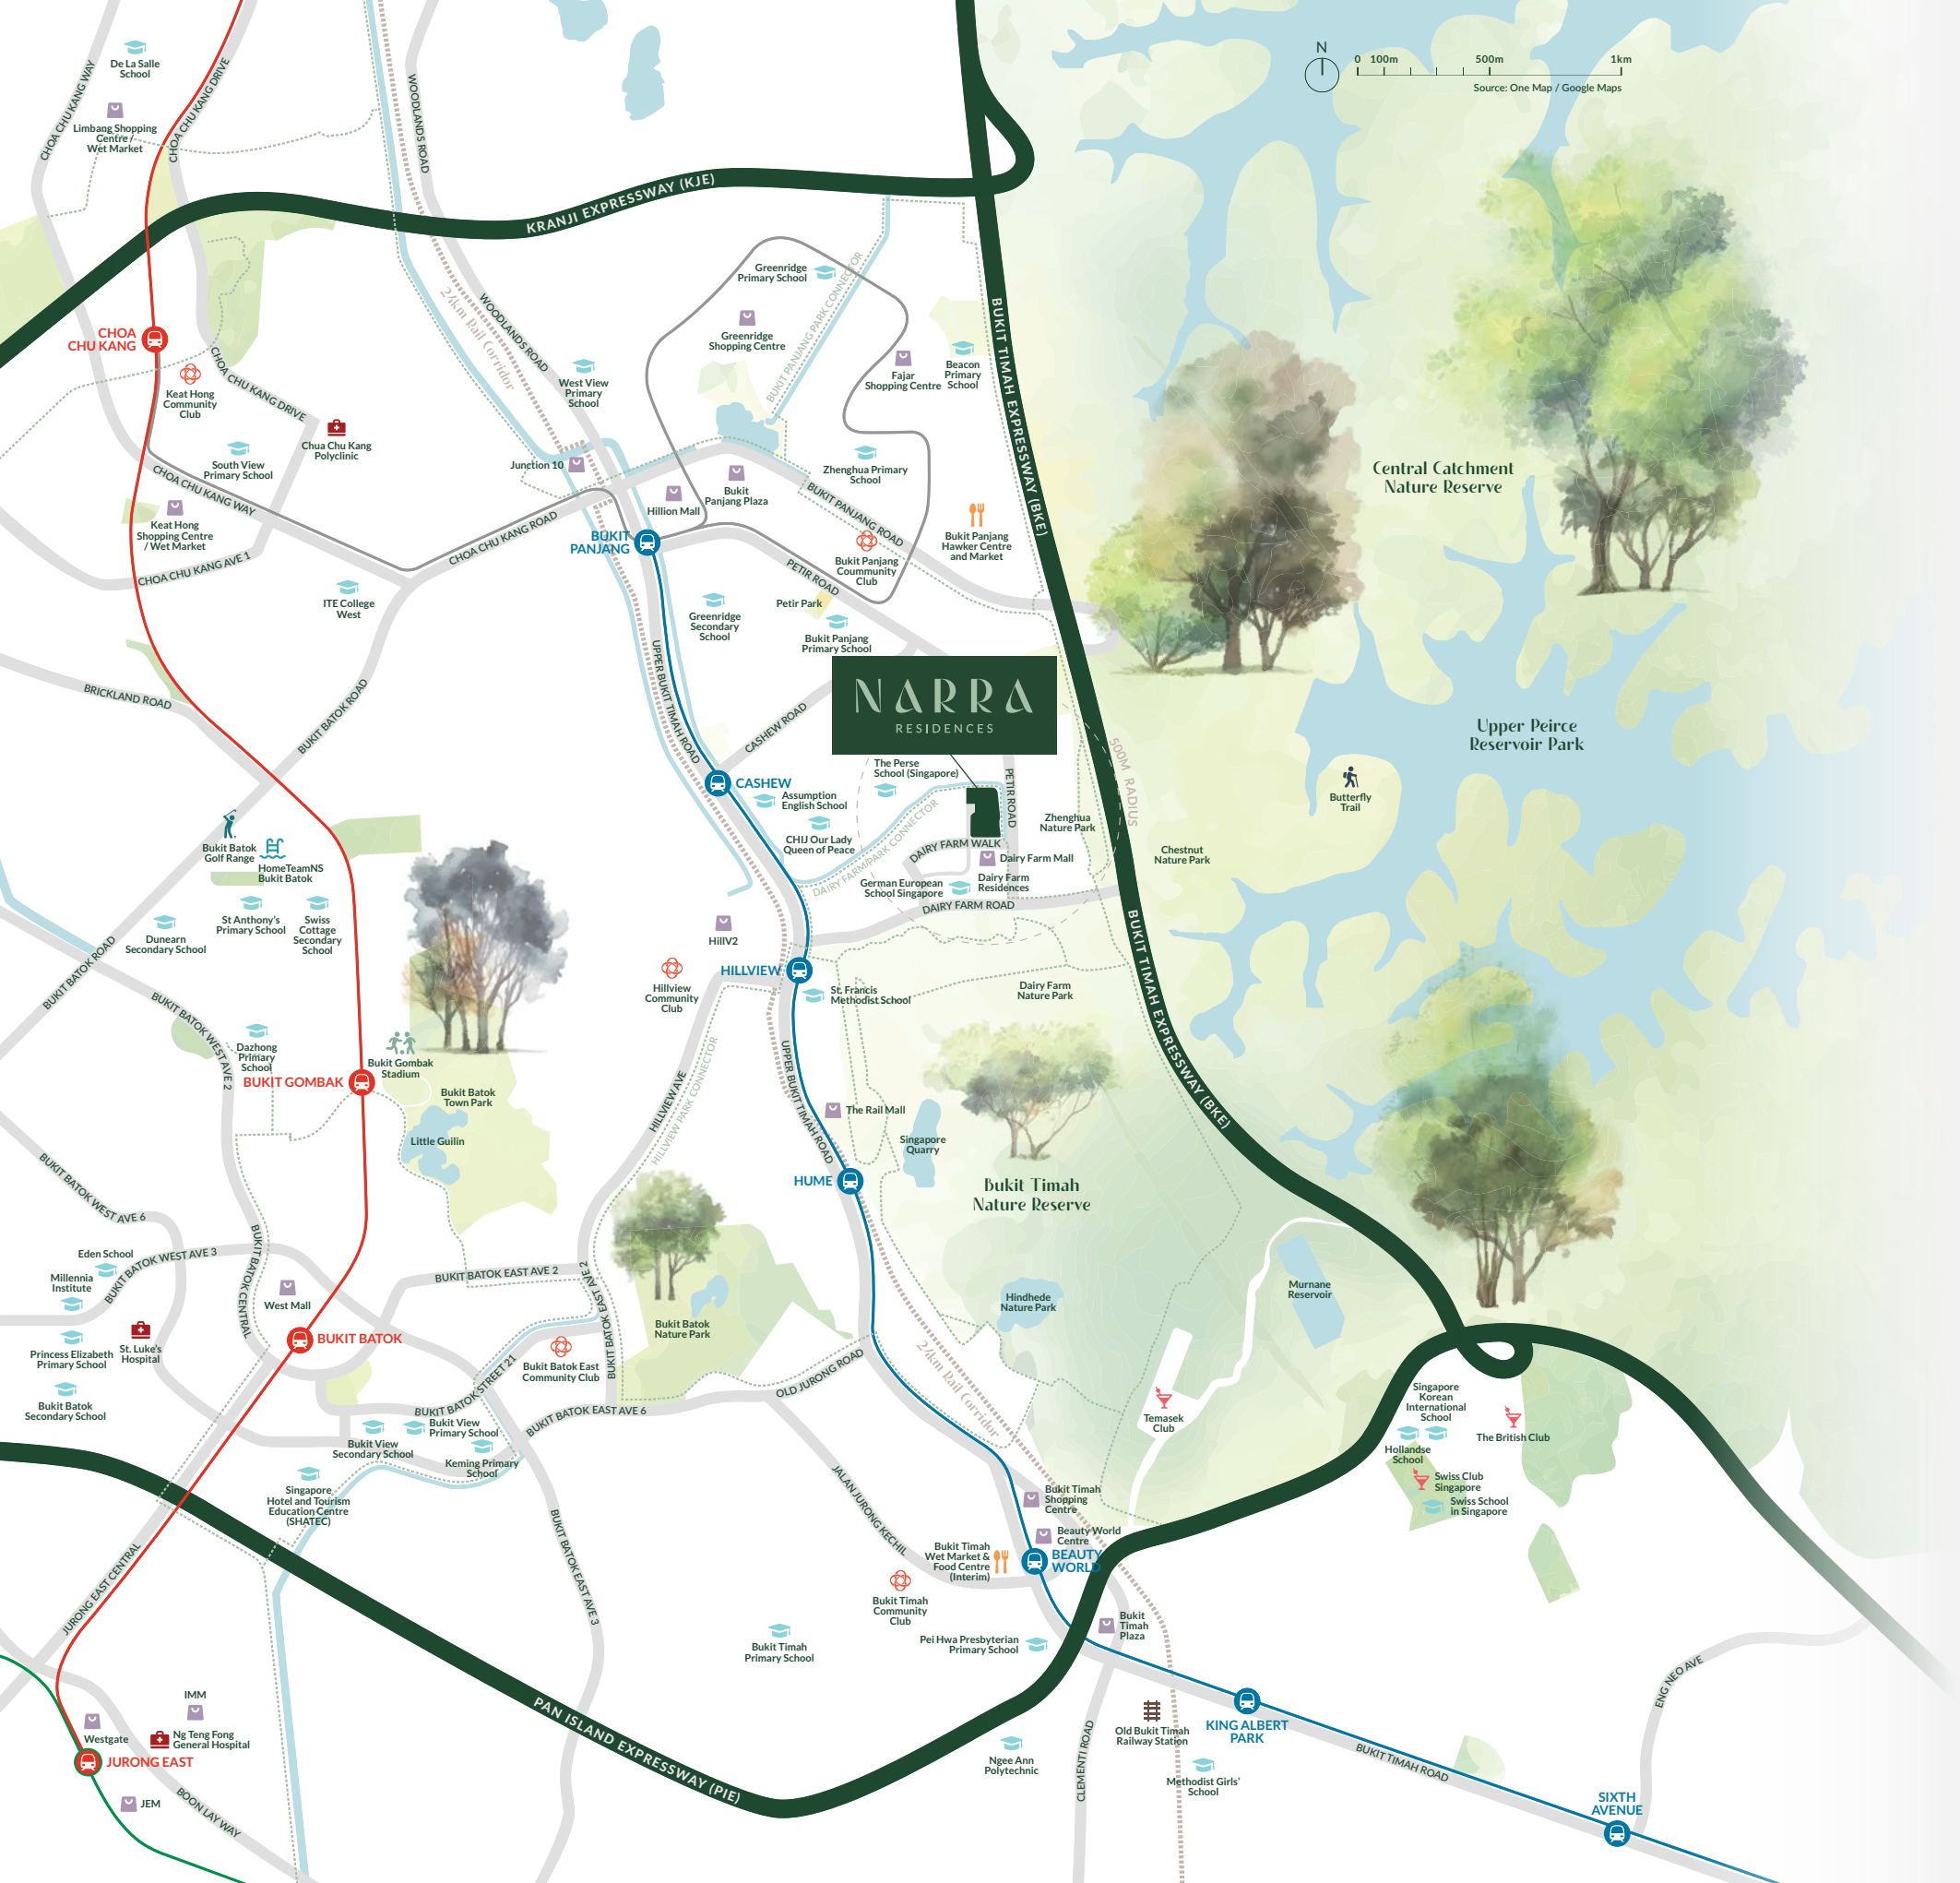 N
0 100m 500m 1km
Source: One Map / Google Maps
De La Salle
School
Limbang Shopping
Centre /
Wet Market
CHOA CHU KANG WAY
CHOA CHU KANG DRIVE
WOODLANDS ROAD
KRANJI EXPRESSWAY (KJE)
24km Rail Corridor
WOODLANDS ROAD
Greenridge
Primary School
BUKIT PANJANG PARK CONNECTOR
Greenridge
Shopping Centre
Fajar
Shopping Centre
Beacon
Primary
School
BUKIT TIMAH EXPRESSWAY (BKE)
CHOA
CHU KANG
Keat Hong
Community
Club
CHOA CHU KANG DRIVE
Chua Chu Kang
Polyclinic
West View
Primary
School
South View
Primary School
CHOA CHU KANG WAY
Keat Hong
Shopping Centre
/ Wet Market
CHOA CHU KANG AVE 1
ITE College
West
CHOA CHU KANG ROAD
Junction 10
Hillion Mall
Bukit
Panjang Plaza
BUKIT
PANJANG
Zhenghua Primary
School
BUKIT PANJANG ROAD
Bukit Panjang
Coummunity
Club
Bukit Panjang
Hawker Centre
and Market
PETIR ROAD
Petir Park
Bukit Panjang
Primary School
Greenridge
Secondary
School
Central Catchment
Nature Reserve
Upper Peirce
Reservoir Park
Butterfly
Trail
BRICKLAND ROAD
BUKIT BATOK ROAD
UPPER BUKIT TIMAH ROAD
CASHEW ROAD
NARRA
RESIDENCES
500M RADIUS
CASHEW
Assumption
English School
The Perse
School (Singapore)
CHIJ Our Lady
Queen of Peace
DAIRY FARM PARK CONNECTOR
PETIR ROAD
Zhenghua
Nature Park
DAIRY FARM WALK
Dairy Farm Mall
Dairy Farm
Residences
German European
School Singapore
DAIRY FARM ROAD
Chestnut
Nature Park
Bukit Batok
Golf Range
HomeTeamNS
Bukit Batok
St Anthony's
Primary School
Swiss
Cottage
Secondary
School
Dunearn
Secondary School
BUKIT BATOK ROAD
BUKIT BATOK WEST AVE 2
Dazhong
Primary
School
BUKIT GOMBAK
Bukit Gombak
Stadium
Bukit Batok
Town Park
Little Guilin
HillV2
HILLVIEW
Hillview
Community
Club
St. Francis
Methodist School
Dairy Farm
Nature Park
HILLVIEW AVE
HILLVIEW PARK CONNECTOR
UPPER BUKIT TIMAH ROAD
The Rail Mall
Singapore
Quarry
HUME
Bukit Timah
Nature Reserve
BUKIT TIMAH EXPRESSWAY (BKE)
BUKIT BATOK WEST AVE 6
BUKIT BATOK WEST AVE 3
Eden School
Millennia
Institute
BUKIT BATOK CENTRAL
West Mall
BUKIT BATOK
Princess Elizabeth
Primary School
St. Luke's
Hospital
Bukit Batok
Secondary School
BUKIT BATOK EAST AVE 2
BUKIT BATOK EAST AVE 2
Bukit Batok
Nature Park
Bukit Batok East
Community Club
BUKIT BATOK STREET 21
BUKIT BATOK EAST AVE 6
OLD JURONG ROAD
24km Rail Corridor
Hindhede
Nature Park
Murnane
Reservoir
Temasek
Club
Singapore
Korean
International
School
The British Club
Hollandse
School
Swiss Club
Singapore
Swiss School
in Singapore
Bukit View
Secondary School
Bukit View
Primary School
Keming Primary
School
Singapore
Hotel and Tourism
Education Centre
(SHATEC)
BUKIT BATOK EAST AVE 3
JALAN JURONG KECHIL
Bukit Timah
Shopping
Centre
Beauty World
Centre
BEAUTY
WORLD
Bukit Timah
Wet Market &
Food Centre
(Interim)
Bukit Timah
Community
Club
Bukit Timah
Primary School
Pei Hwa Presbyterian
Primary School
Bukit
Timah
Plaza
JURONG EAST CENTRAL
PAN ISLAND EXPRESSWAY (PIE)
IMM
Westgate
Ng Teng Fong
General Hospital
JURONG EAST
JEM
BOON LAY WAY
Ngee Ann
Polytechnic
CLEMENTI ROAD
Old Bukit Timah
Railway Station
Methodist Girls'
School
KING ALBERT
PARK
BUKIT TIMAH ROAD
ENG NEO AVE
SIXTH
AVENUE